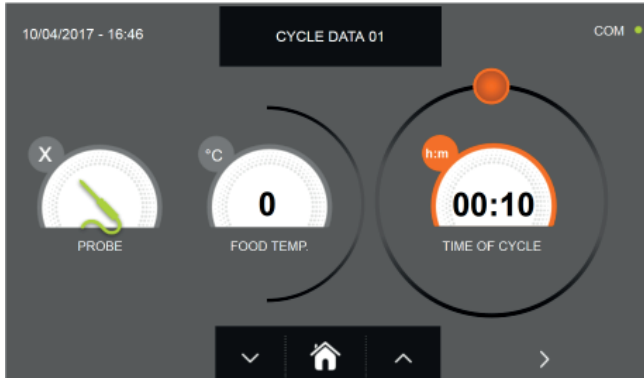 10/04/2017 - 16:46
CYCLE DATA 01
COM
X
°C
h:m
0
00:10
PROBE
FOOD TEMP.
TIME OF CYCLE